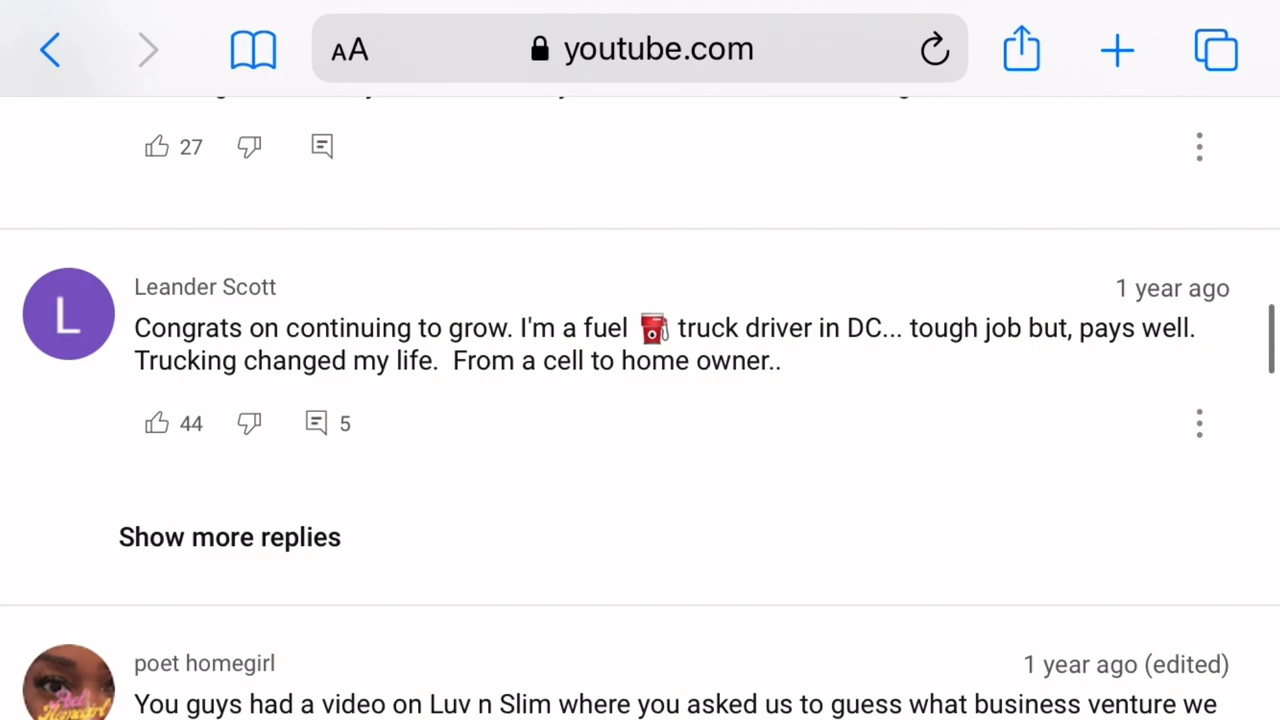 AA youtube.com
27
Leander Scott 1 year ago
Congrats on continuing to grow. I'm a fuel ⛽ truck driver in DC... tough job but, pays well.
Trucking changed my life.  From a cell to home owner..
44 5
Show more replies
poet homegirl 1 year ago (edited)
You guys had a video on Luv n Slim where you asked us to guess what business venture we
L